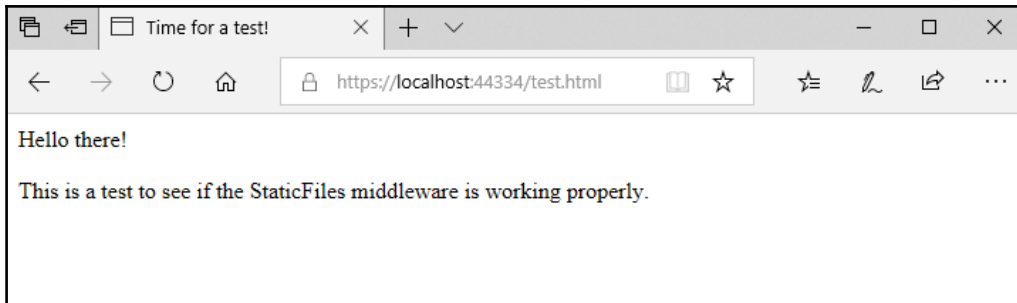 Time for a test!
https://localhost:44334/test.html
Hello there!
This is a test to see if the StaticFiles middleware is working properly.